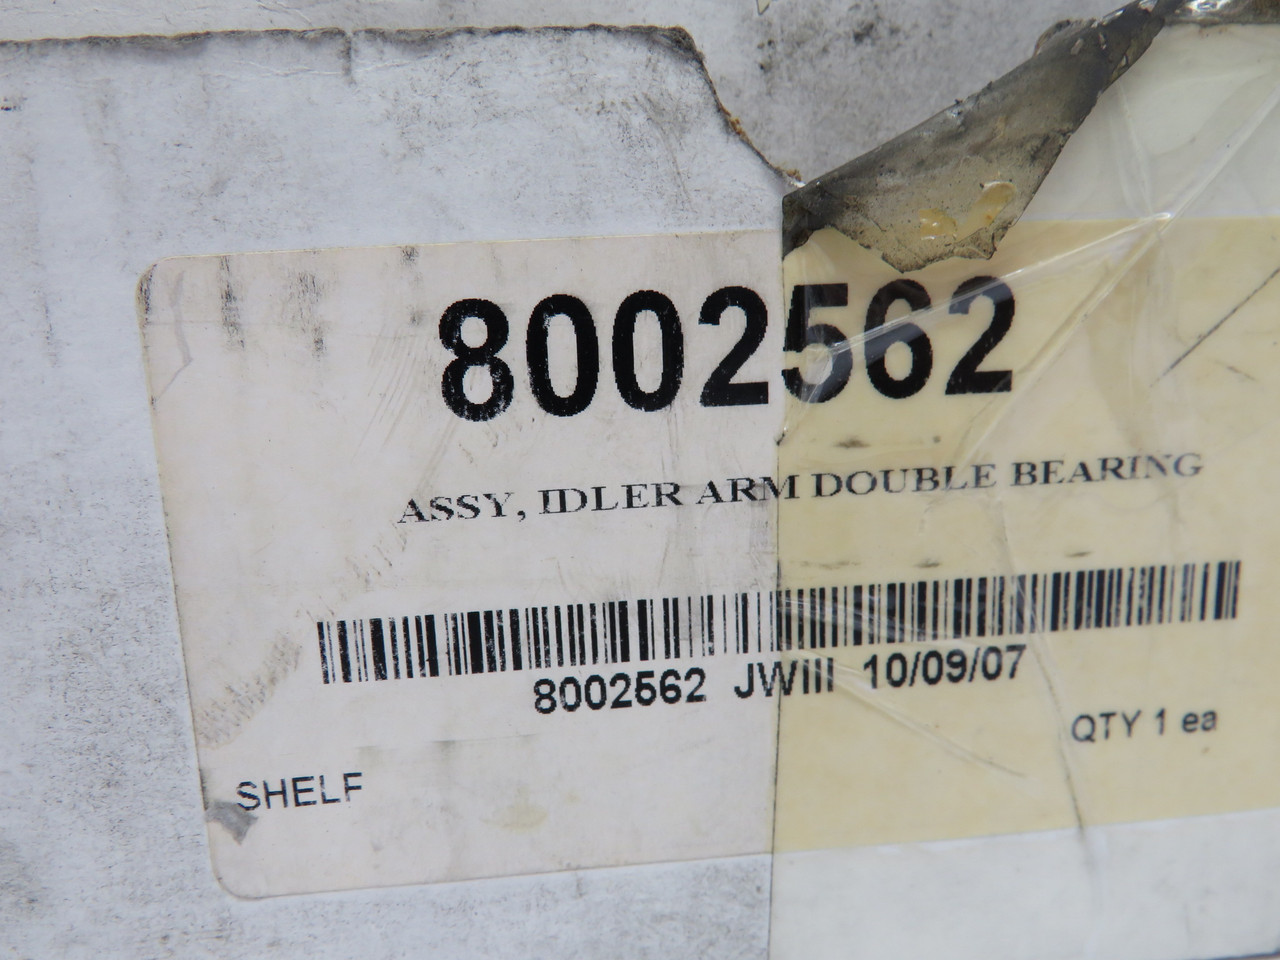 8002562
ASSY, IDLER ARM DOUBLE BEARING
8002562 JWIII 10/09/07
QTY 1 ea
SHELF